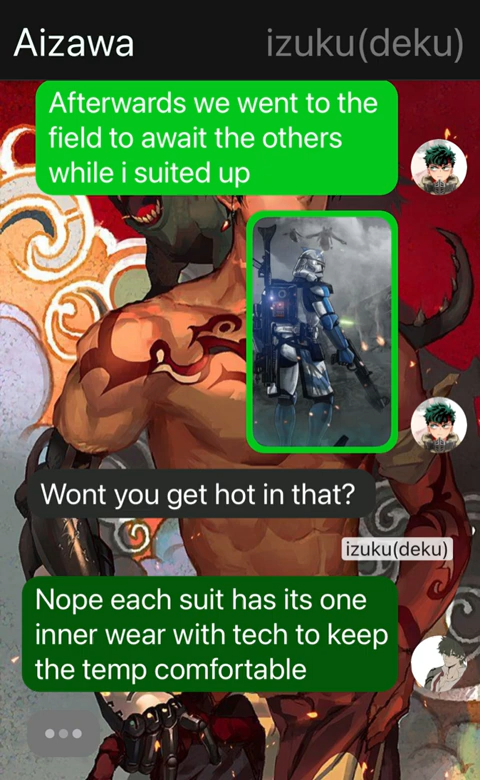 Aizawa izuku(deku)
Afterwards we went to the
field to await the others
while i suited up
Wont you get hot in that?
izuku(deku)
Nope each suit has its one
inner wear with tech to keep
the temp comfortable